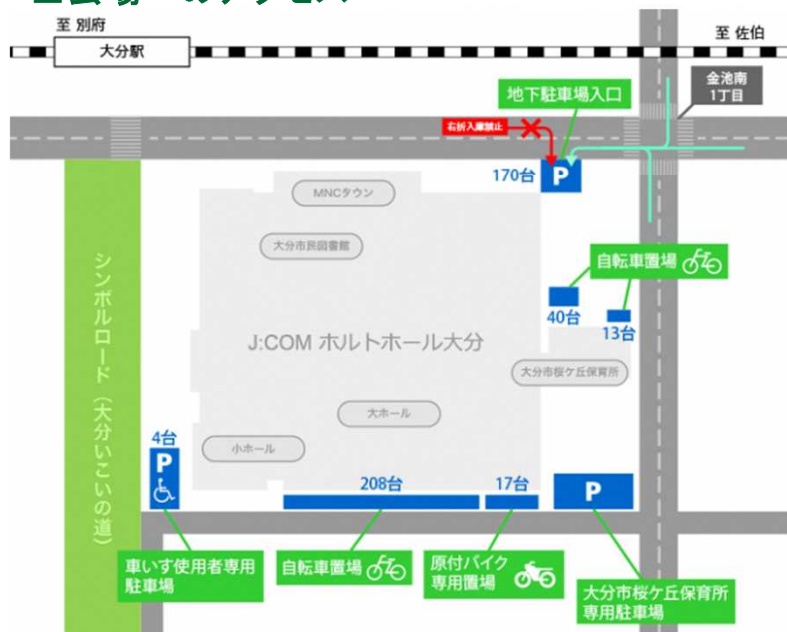 至 別府
至 佐伯
大分駅
金池南
1丁目
地下駐車場入口
右折入庫禁止
170台
P
MNCタウン
大分市民図書館
自転車置場
40台
13台
シンボルロード（大分いこいの道）
J:COM ホルトホール大分
大分市桜ケ丘保育所
大ホール
小ホール
4台
P
208台
17台
P
車いす使用者専用
駐車場
自転車置場
原付バイク
専用置場
大分市桜ケ丘保育所
専用駐車場